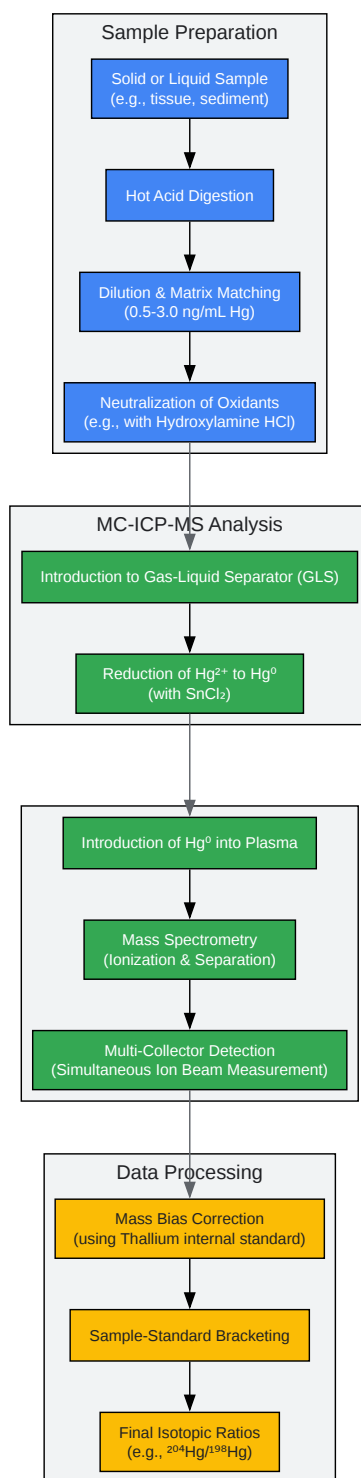 Sample Preparation
Solid or Liquid Sample
(e.g., tissue, sediment)
Hot Acid Digestion
Dilution & Matrix Matching
(0.5-3.0 ng/mL Hg)
Neutralization of Oxidants
(e.g., with Hydroxylamine HCl)
MC-ICP-MS Analysis
Introduction to Gas-Liquid Separator (GLS)
Reduction of Hg²⁺ to Hg⁰
(with SnCl₂)
Introduction of Hg⁰ into Plasma
Mass Spectrometry
(Ionization & Separation)
Multi-Collector Detection
(Simultaneous Ion Beam Measurement)
Data Processing
Mass Bias Correction
(using Thallium internal standard)
Sample-Standard Bracketing
Final Isotopic Ratios
(e.g., ²⁰⁴Hg/¹⁹⁸Hg)